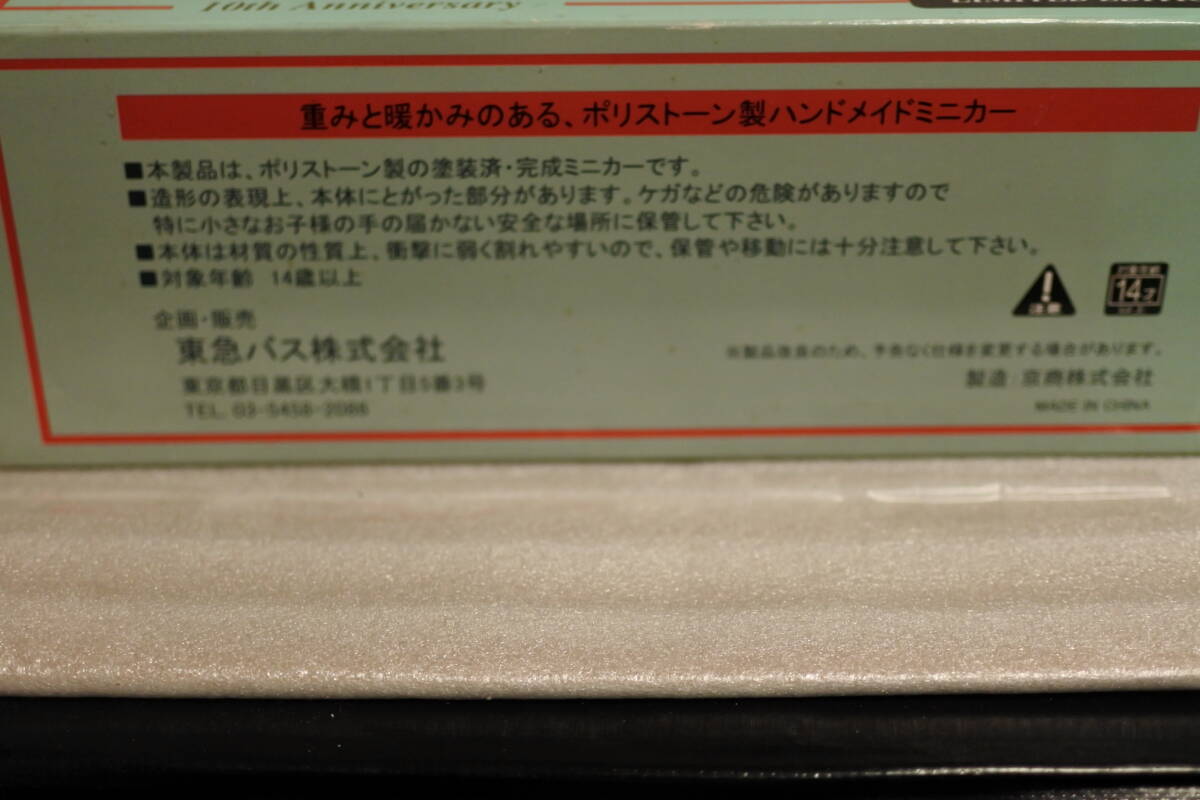 10th Anniversary
重みと暖かみのある、ポリストーン製ハンドメイドミニカー
■本製品は、ポリストーン製の塗装済・完成ミニカーです。
■造形の表現上、本体にとがった部分があります。ケガなどの危険がありますので
特に小さなお子様の手の届かない安全な場所に保管して下さい。
■本体は材質の性質上、衝撃に弱く割れやすいので、保管や移動には十分注意して下さい。
■対象年齢 14歳以上
注意
対象年齢
14才
企画・販売
東急バス株式会社
東京都目黒区大橋1丁目5番3号
TEL. 03-5458-2086
※製品改良のため、予告なく仕様を変更する場合があります。
製造：京商株式会社
MADE IN CHINA